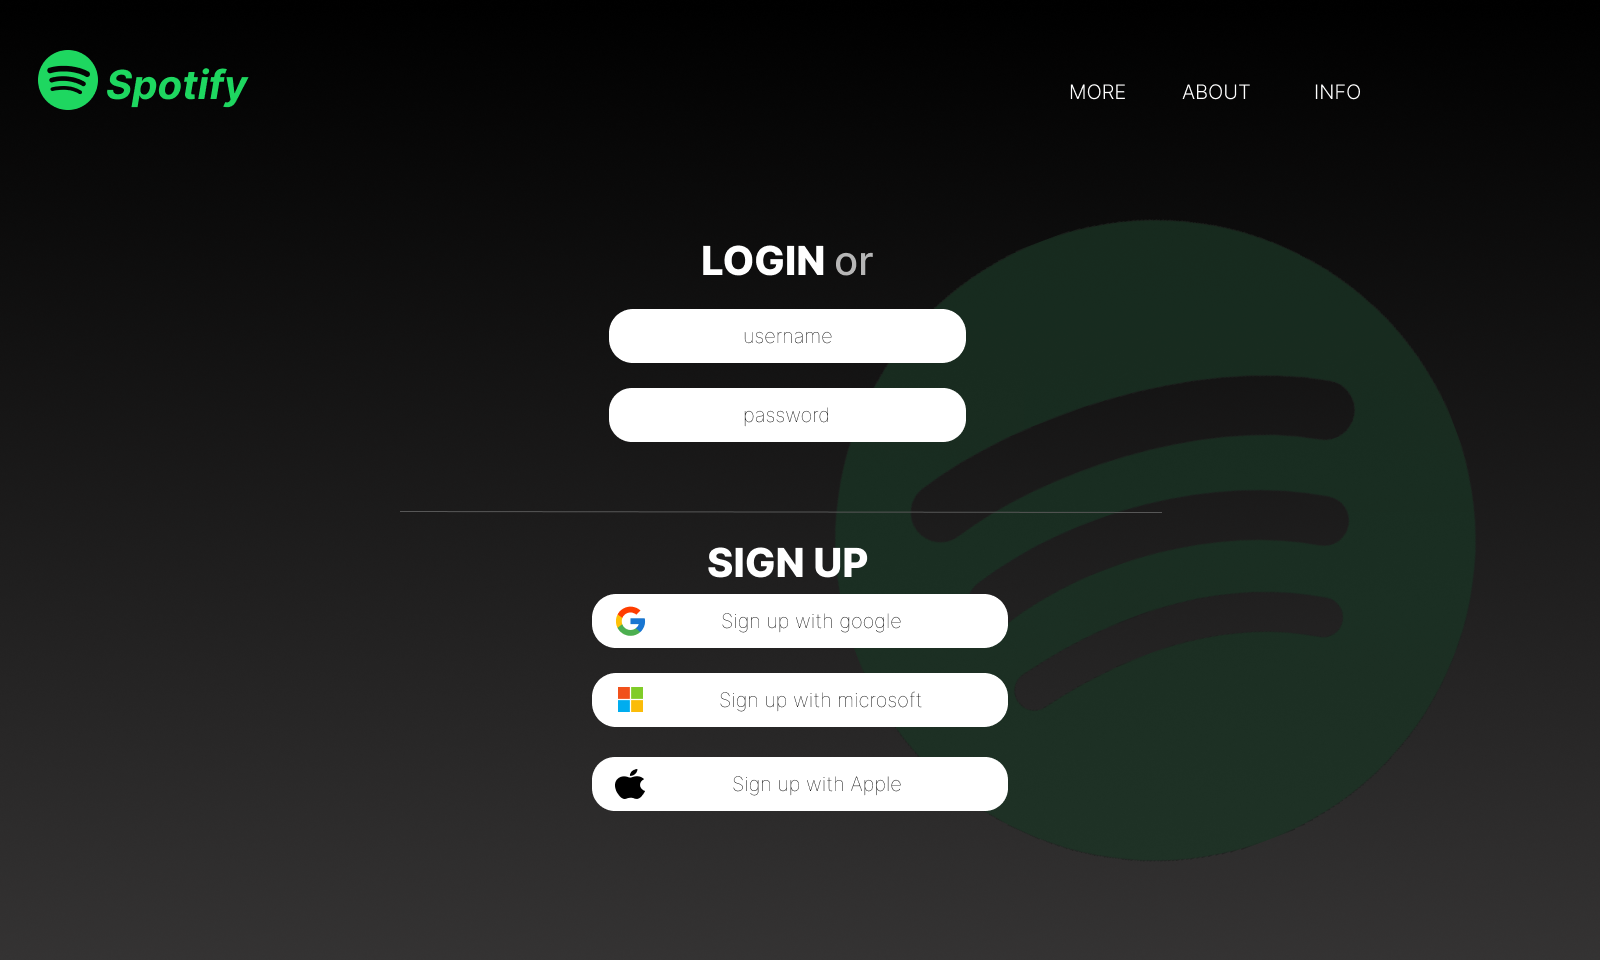 Spotify
MORE ABOUT INFO
LOGIN or
username
password
SIGN UP
Sign up with google
Sign up with microsoft
Sign up with Apple